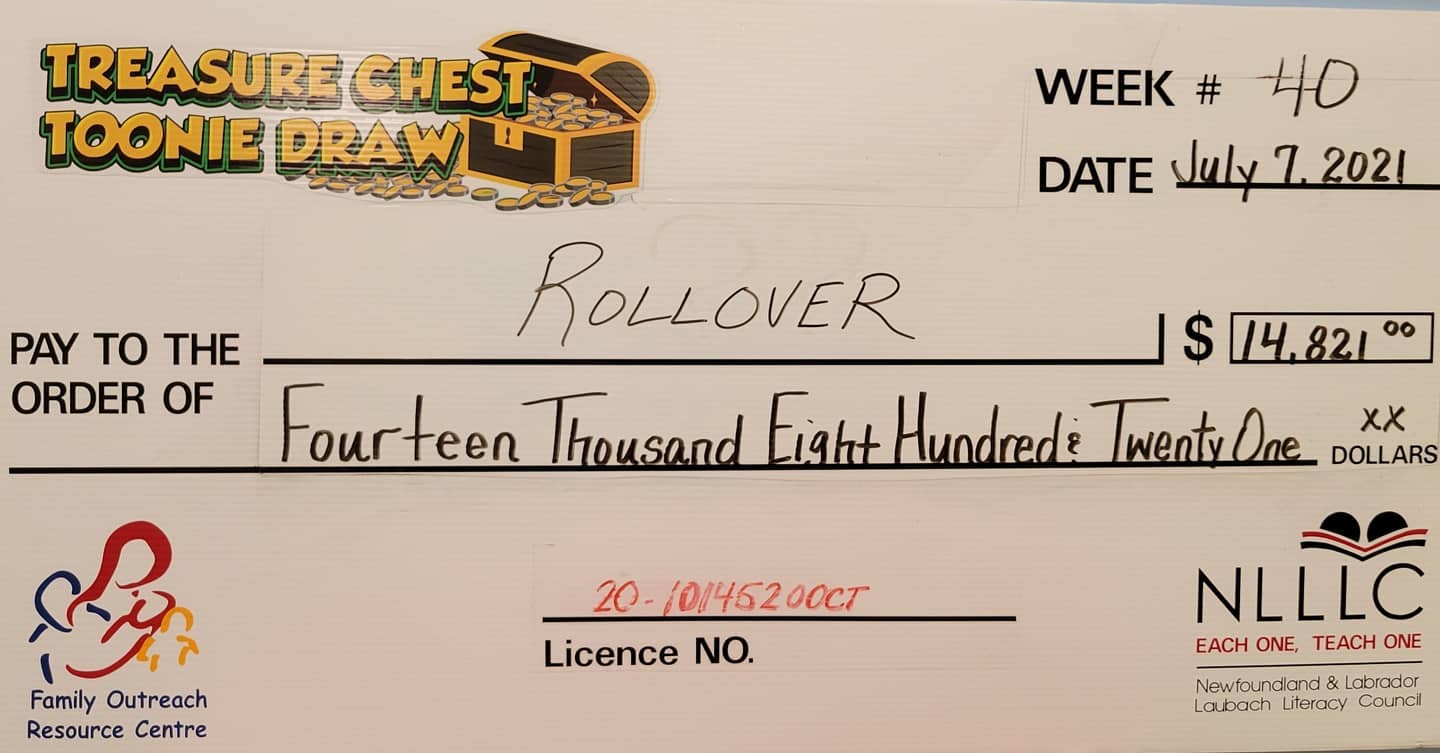 TREASURE CHEST
TOONIE DRAW
WEEK # 40
DATE July 7, 2021
ROLLOVER
PAY TO THE
ORDER OF
$ 14,821 00
Fourteen Thousand Eight Hundred & Twenty One xx
DOLLARS
20-10145200CT
Licence NO.
Family Outreach
Resource Centre
NLLLC
EACH ONE, TEACH ONE
Newfoundland & Labrador
Laubach Literacy Council